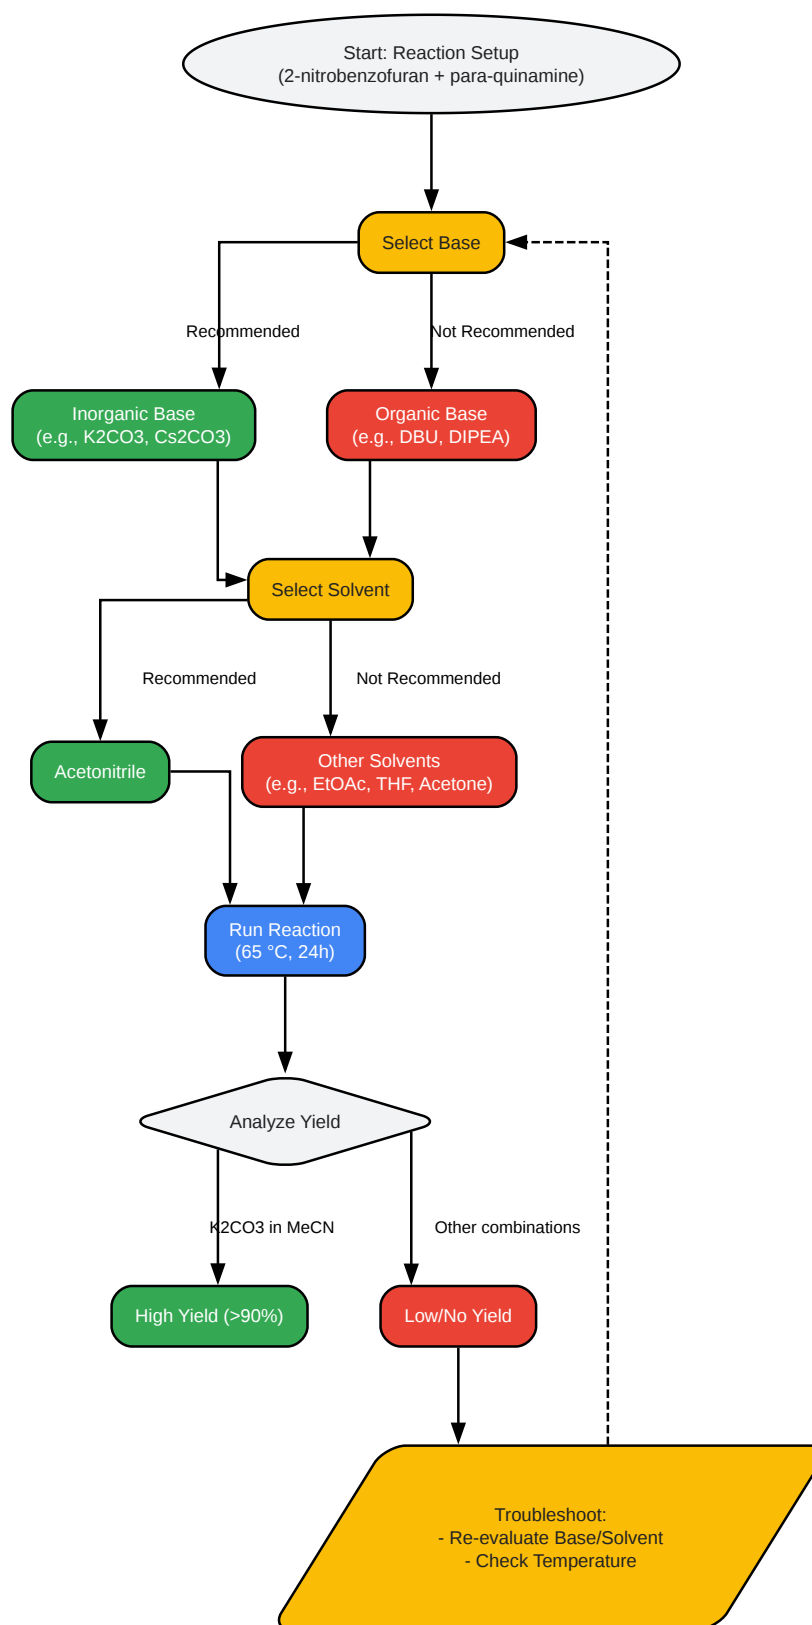 Start: Reaction Setup
(2-nitrobenzofuran + para-quinamine)
Select Base
Recommended
Not Recommended
Inorganic Base
(e.g., K2CO3, Cs2CO3)
Organic Base
(e.g., DBU, DIPEA)
Select Solvent
Recommended
Not Recommended
Acetonitrile
Other Solvents
(e.g., EtOAc, THF, Acetone)
Run Reaction
(65 °C, 24h)
Analyze Yield
K2CO3 in MeCN
Other combinations
High Yield (>90%)
Low/No Yield
Troubleshoot:
- Re-evaluate Base/Solvent
- Check Temperature